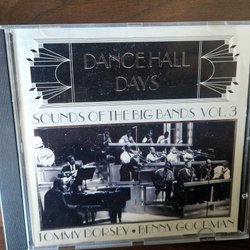 DANCE HALL
DAYS
SOUNDS OF THE BIG BANDS VOL. 3
TOMMY DORSEY • BENNY GOODMAN